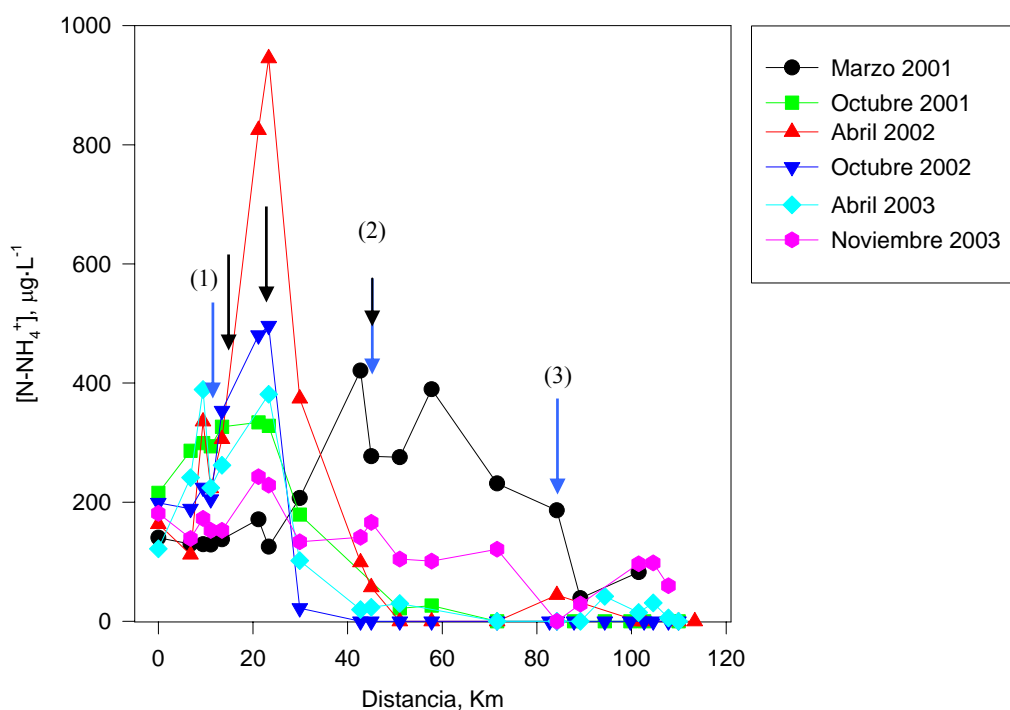 1000
800
600
400
200
0
[N-NH₄⁺], µg·L⁻¹
(1)
(2)
(3)
0 20 40 60 80 100 120
Distancia, Km
Marzo 2001
Octubre 2001
Abril 2002
Octubre 2002
Abril 2003
Noviembre 2003